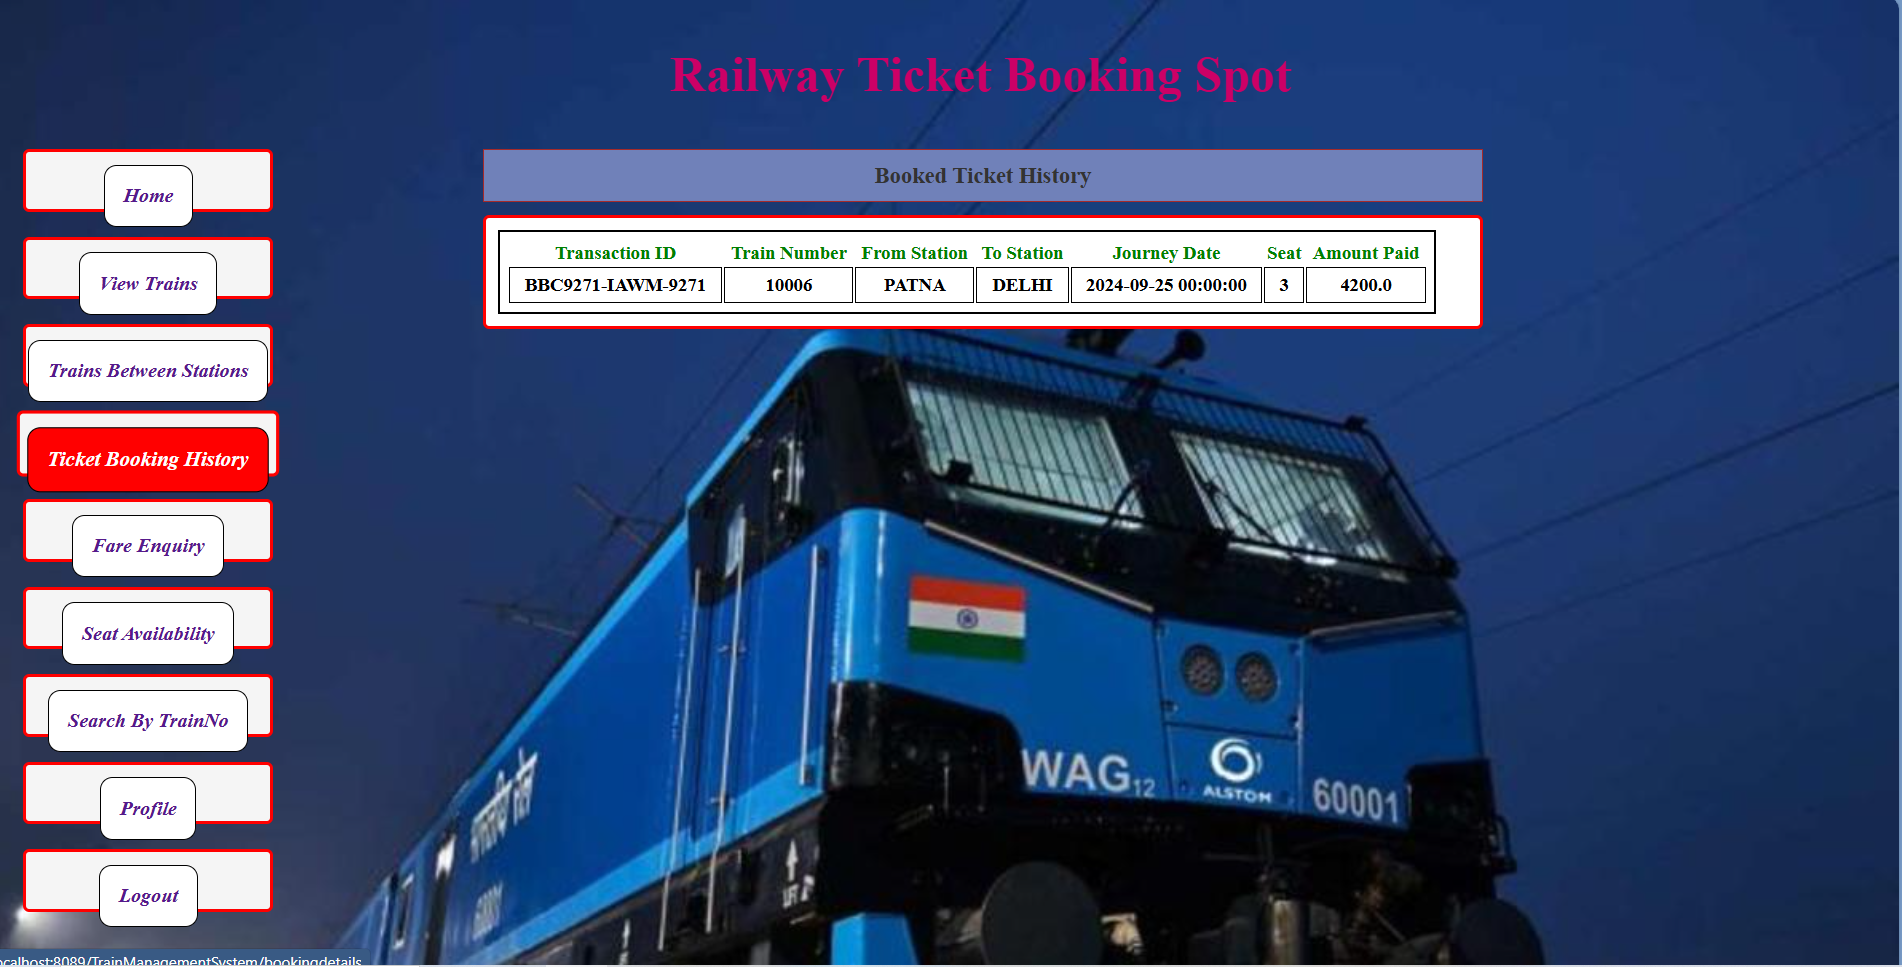 Railway Ticket Booking Spot
Home
View Trains
Trains Between Stations
Ticket Booking History
Fare Enquiry
Seat Availability
Search By TrainNo
Profile
Logout
Booked Ticket History
Transaction ID Train Number From Station To Station Journey Date Seat Amount Paid
BBC9271-IAWM-9271 10006 PATNA DELHI 2024-09-25 00:00:00 3 4200.0
WAG12
ALSTOM
60001
भारतीय रेल
60001
ocalhost:8089/TrainManagementSystem/bookingdetails